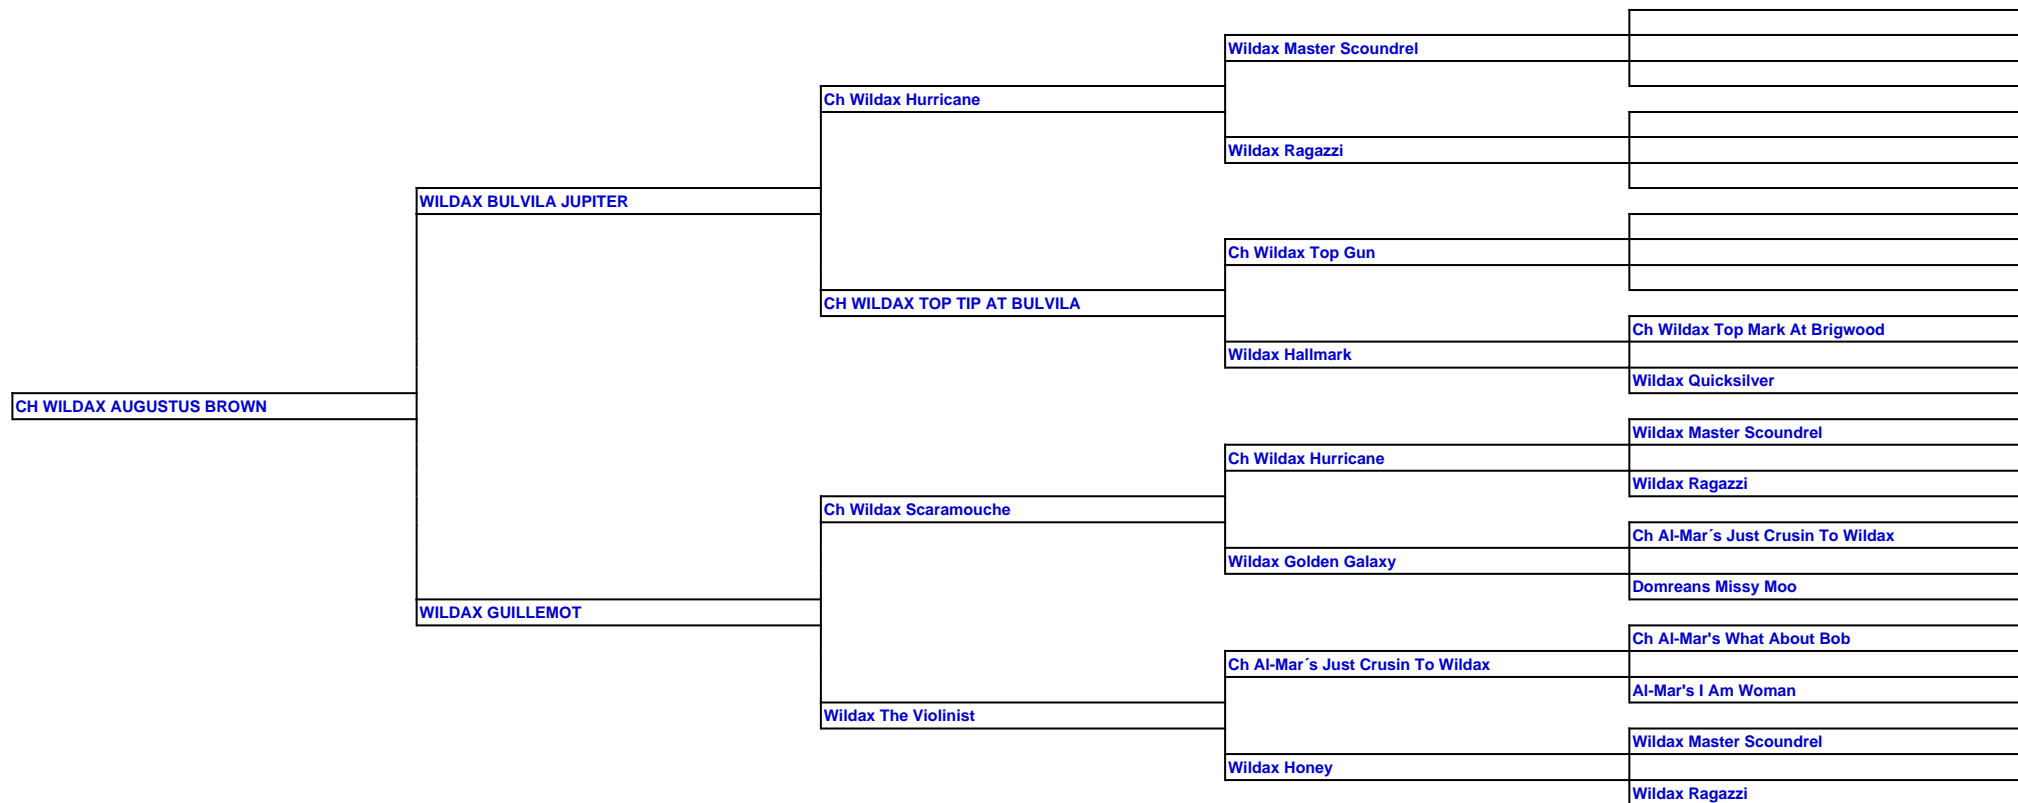 Wildax Master Scoundrel
Ch Wildax Hurricane
Wildax Ragazzi
WILDAX BULVILA JUPITER
Ch Wildax Top Gun
CH WILDAX TOP TIP AT BULVILA
Ch Wildax Top Mark At Brigwood
Wildax Hallmark
Wildax Quicksilver
CH WILDAX AUGUSTUS BROWN
Wildax Master Scoundrel
Ch Wildax Hurricane
Wildax Ragazzi
Ch Wildax Scaramouche
Ch Al-Mar´s Just Crusin To Wildax
Wildax Golden Galaxy
Domreans Missy Moo
WILDAX GUILLEMOT
Ch Al-Mar's What About Bob
Ch Al-Mar´s Just Crusin To Wildax
Al-Mar's I Am Woman
Wildax The Violinist
Wildax Master Scoundrel
Wildax Honey
Wildax Ragazzi